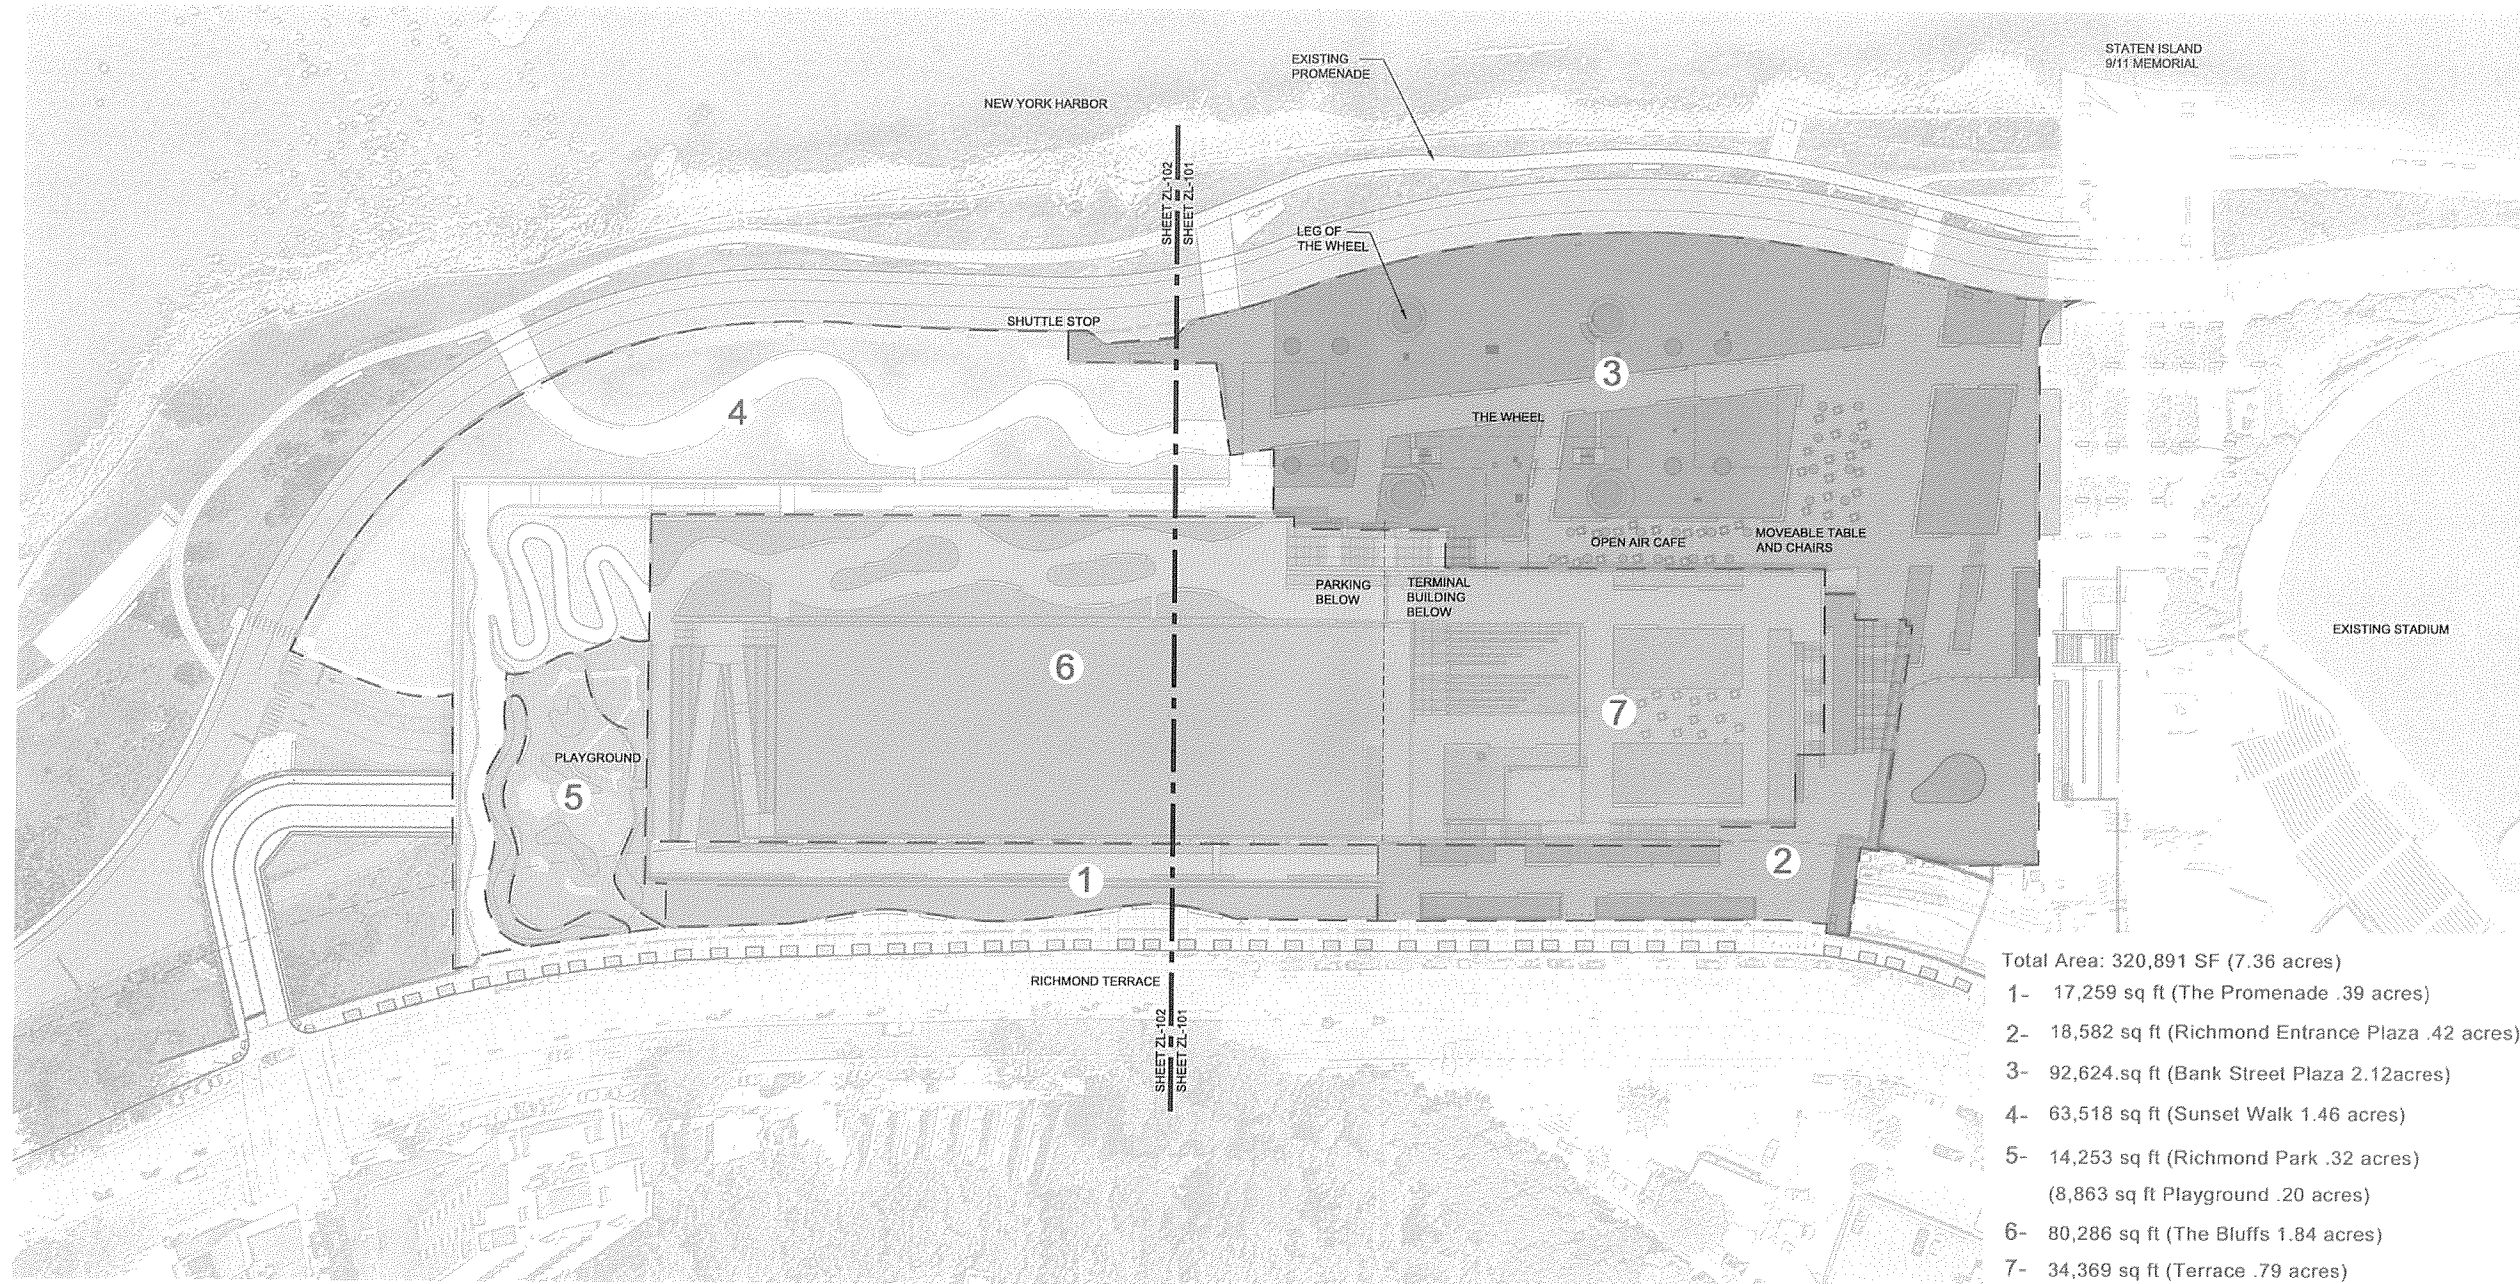 STATEN ISLAND
9/11 MEMORIAL
EXISTING
PROMENADE
NEW YORK HARBOR
SHEET ZL-102
SHEET ZL-101
LEG OF
THE WHEEL
SHUTTLE STOP
3
4
THE WHEEL
OPEN AIR CAFE
MOVEABLE TABLE
AND CHAIRS
PARKING
BELOW
TERMINAL
BUILDING
BELOW
EXISTING STADIUM
6
7
PLAYGROUND
5
2
1
RICHMOND TERRACE
SHEET ZL-102
SHEET ZL-101
Total Area: 320,891 SF (7.36 acres)
1- 17,259 sq ft (The Promenade .39 acres)
2- 18,582 sq ft (Richmond Entrance Plaza .42 acres)
3- 92,624.sq ft (Bank Street Plaza 2.12acres)
4- 63,518 sq ft (Sunset Walk 1.46 acres)
5- 14,253 sq ft (Richmond Park .32 acres)
(8,863 sq ft Playground .20 acres)
6- 80,286 sq ft (The Bluffs 1.84 acres)
7- 34,369 sq ft (Terrace .79 acres)